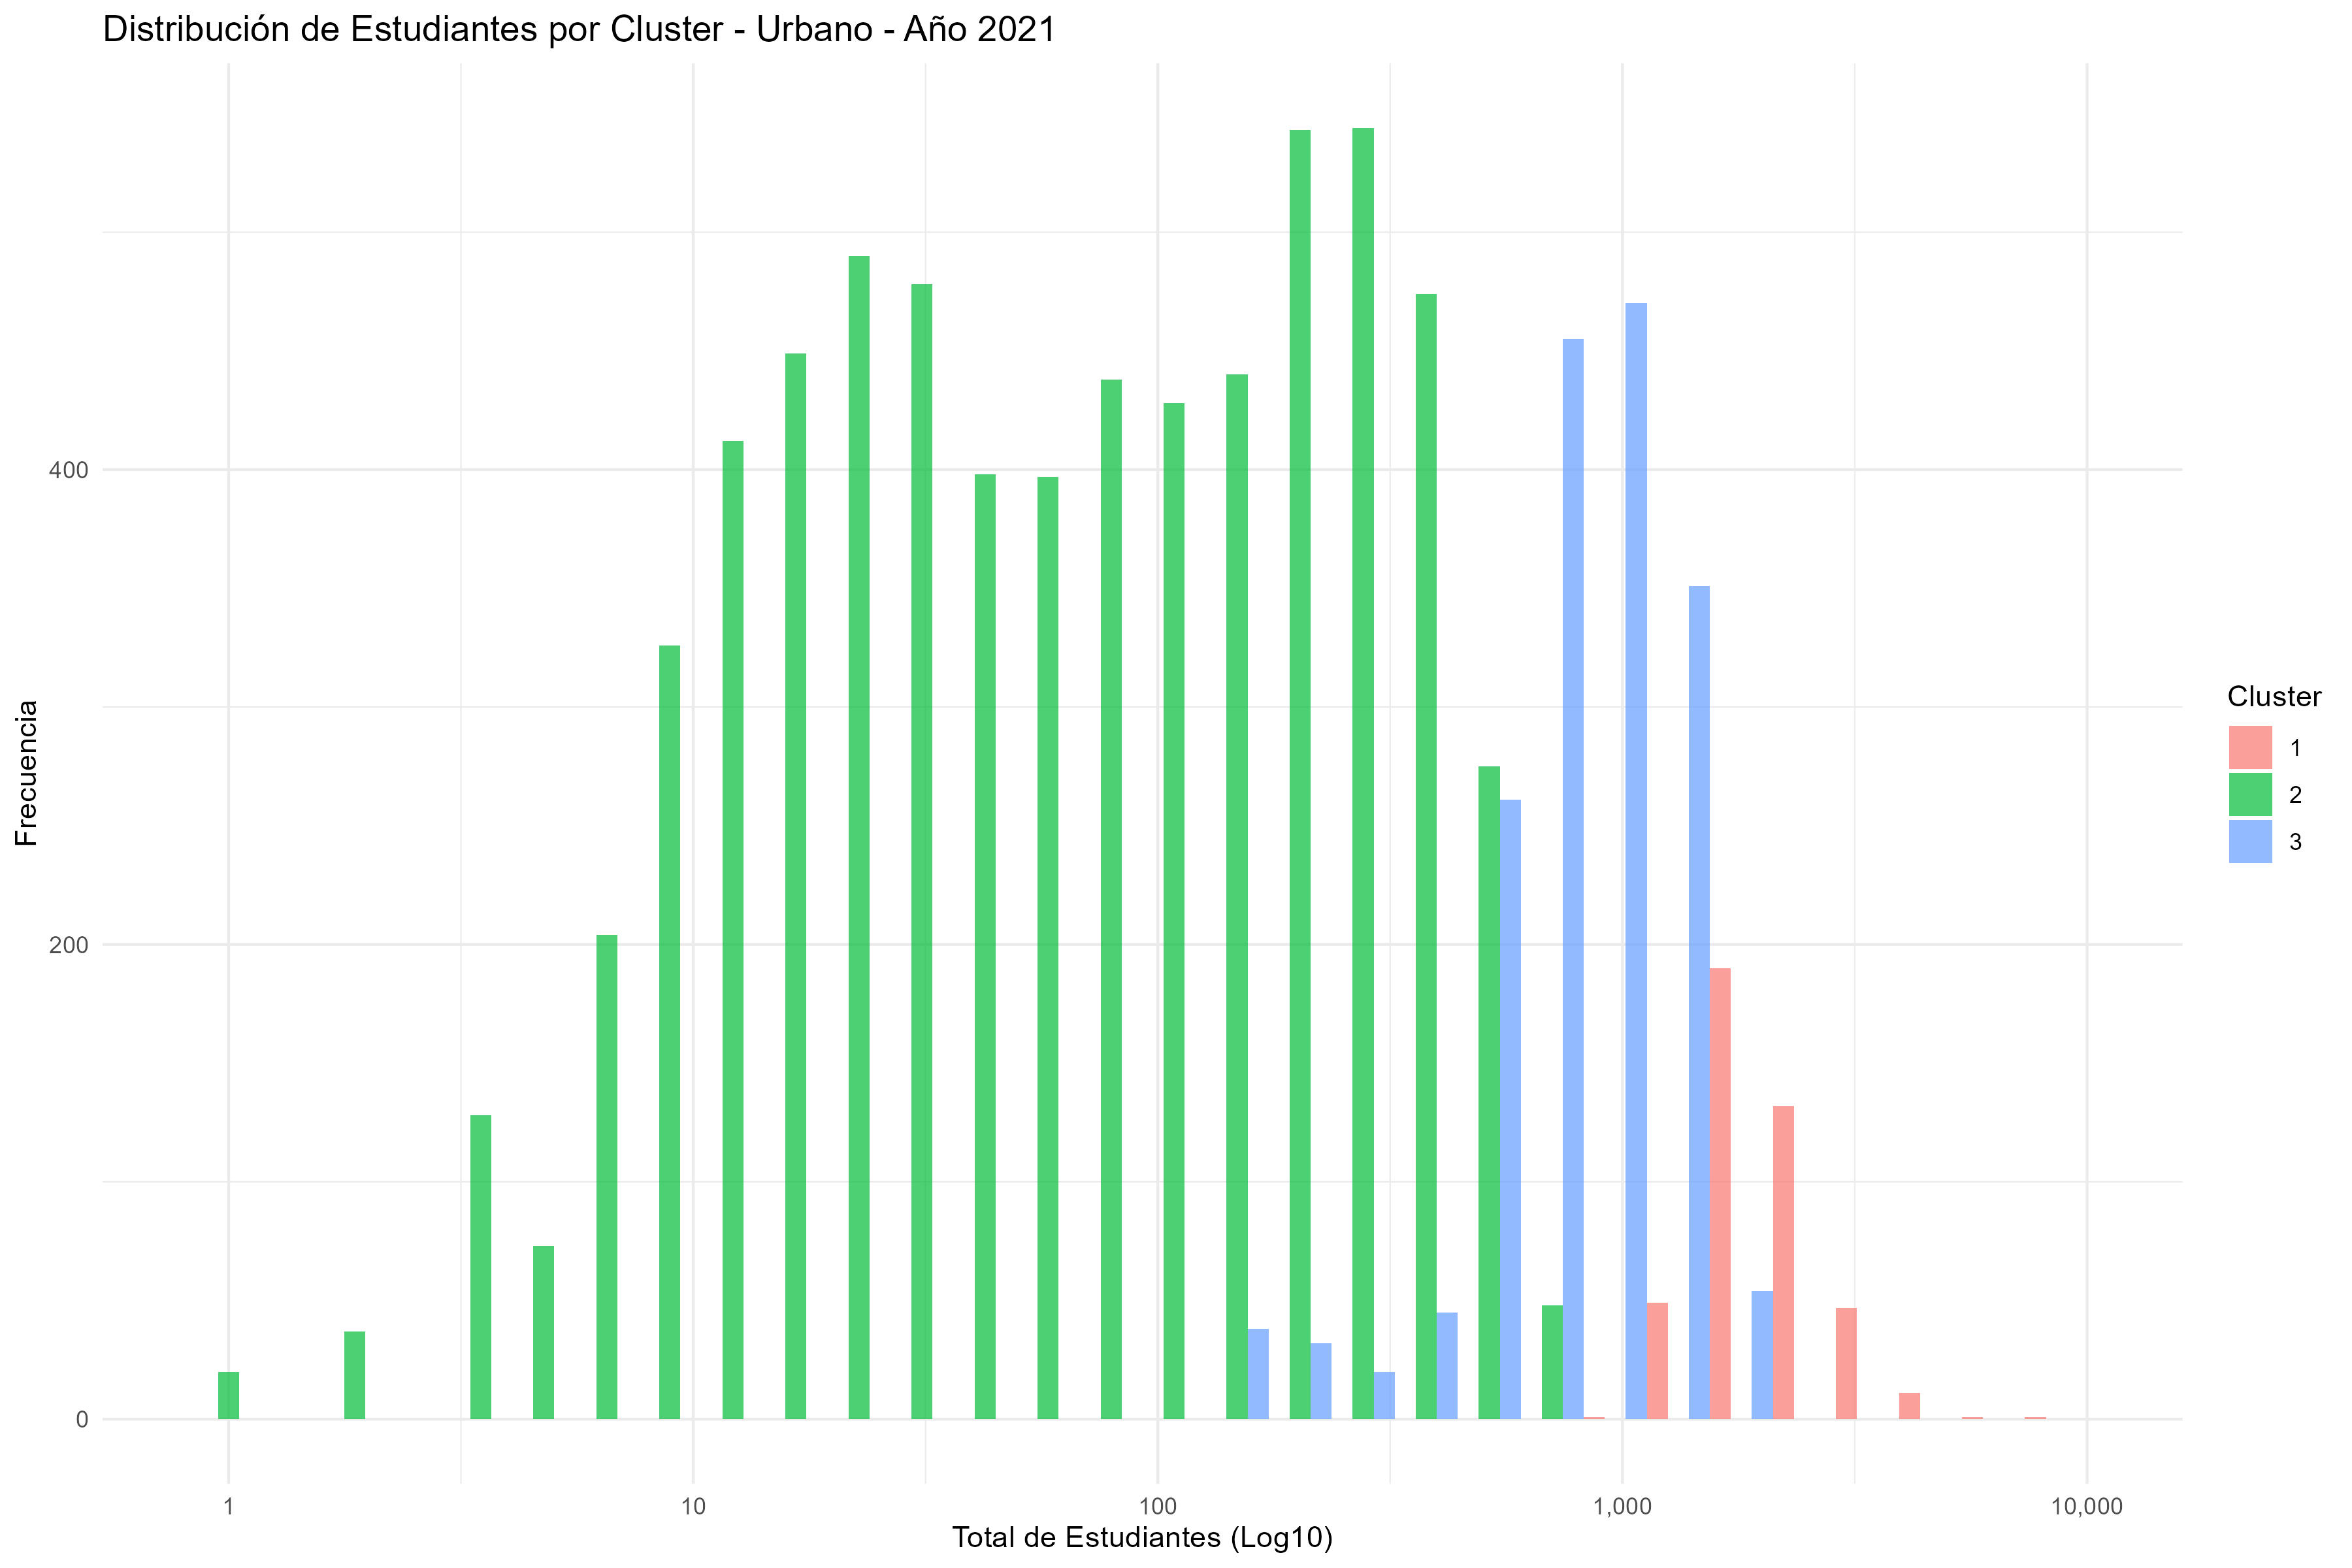 Distribución de Estudiantes por Cluster - Urbano - Año 2021
Frecuencia
400
200
0
1
10
100
1,000
10,000
Total de Estudiantes (Log10)
Cluster
1
2
3